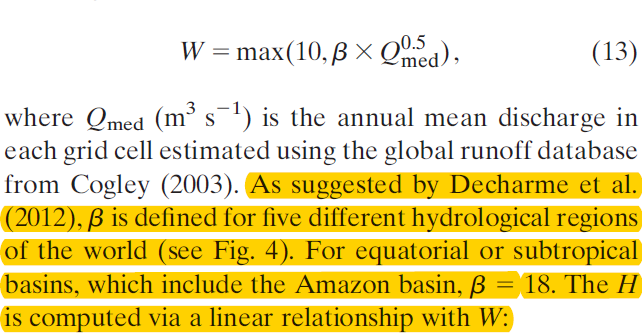 W = max(10, β × Q_med^0.5), (13)
where Q_med (m³ s⁻¹) is the annual mean discharge in
each grid cell estimated using the global runoff database
from Cogley (2003). As suggested by Decharme et al.
(2012), β is defined for five different hydrological regions
of the world (see Fig. 4). For equatorial or subtropical
basins, which include the Amazon basin, β = 18. The H
is computed via a linear relationship with W: